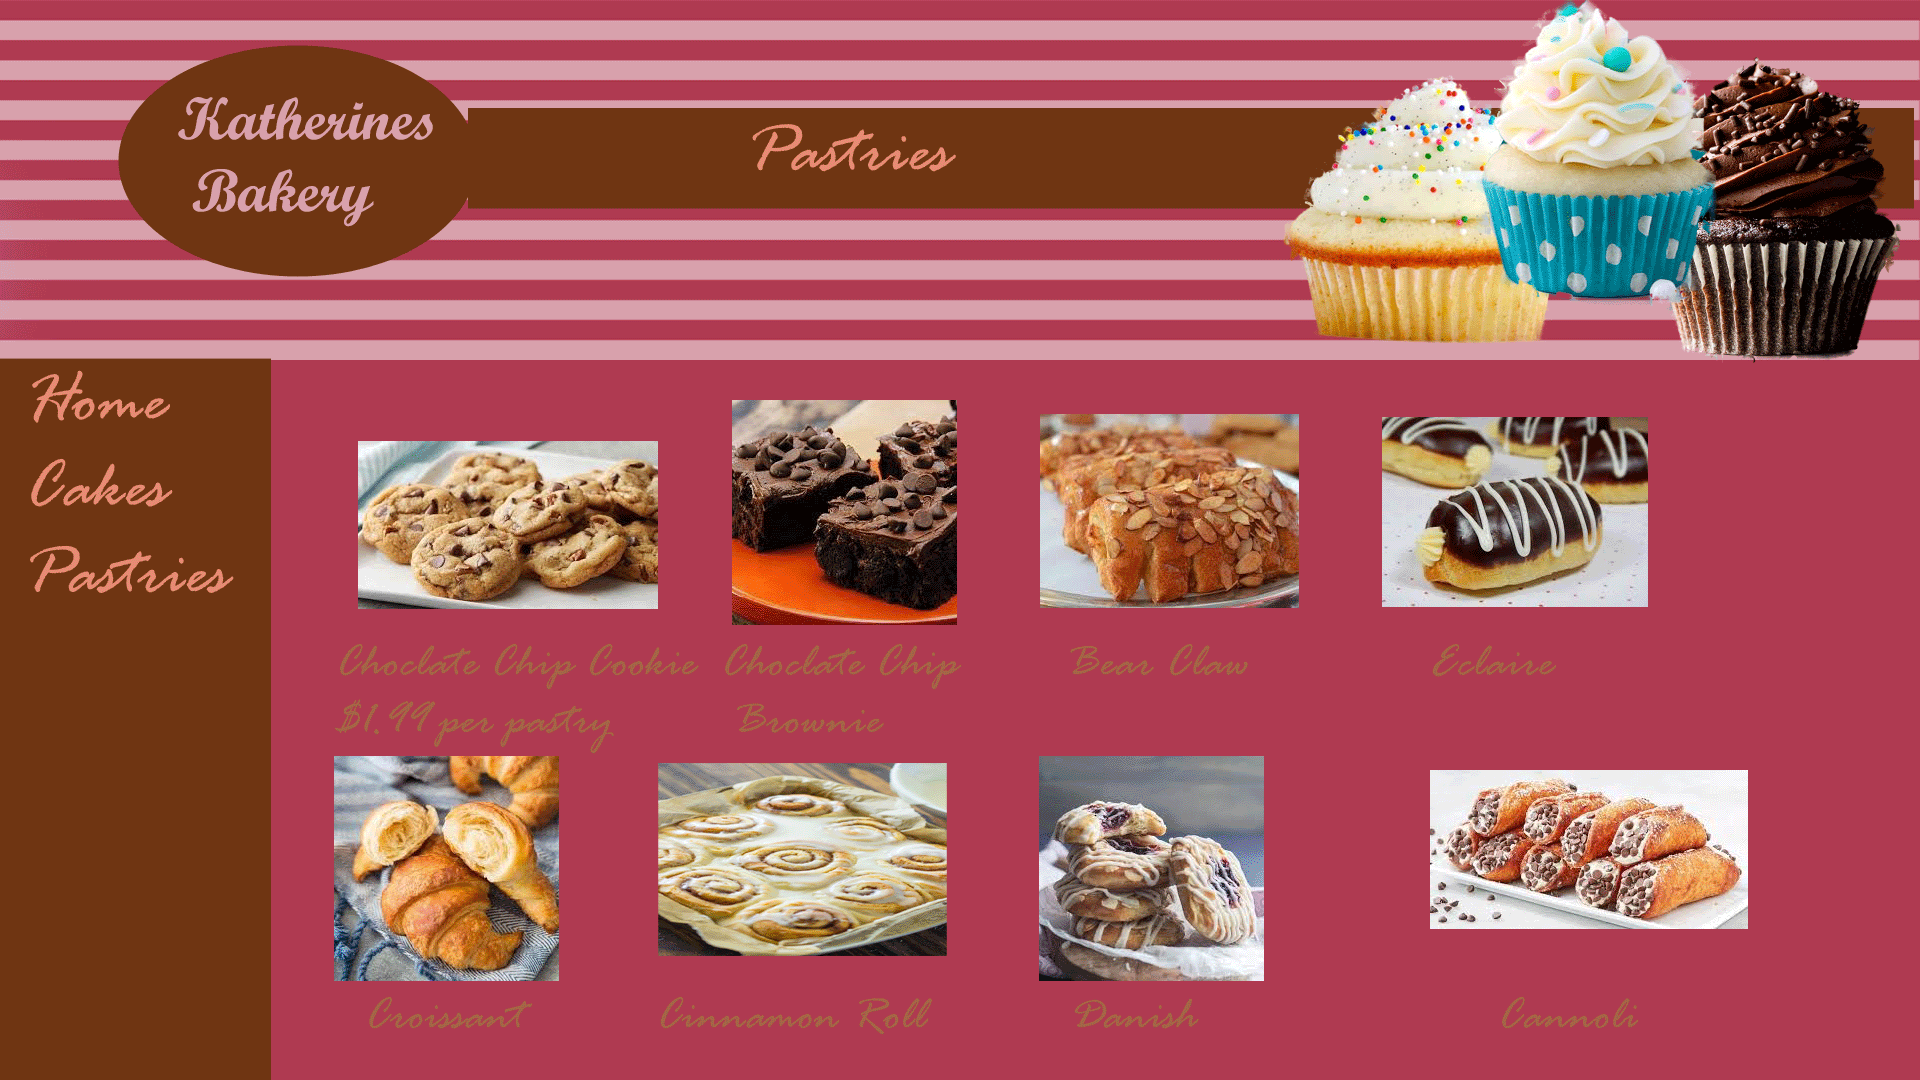 Katherines
Bakery
Pastries
Home
Cakes
Pastries
Choclate Chip Cookie
$1.99 per pastry
Choclate Chip
Brownie
Bear Claw
Eclaire
Croissant
Cinnamon Roll
Danish
Cannoli